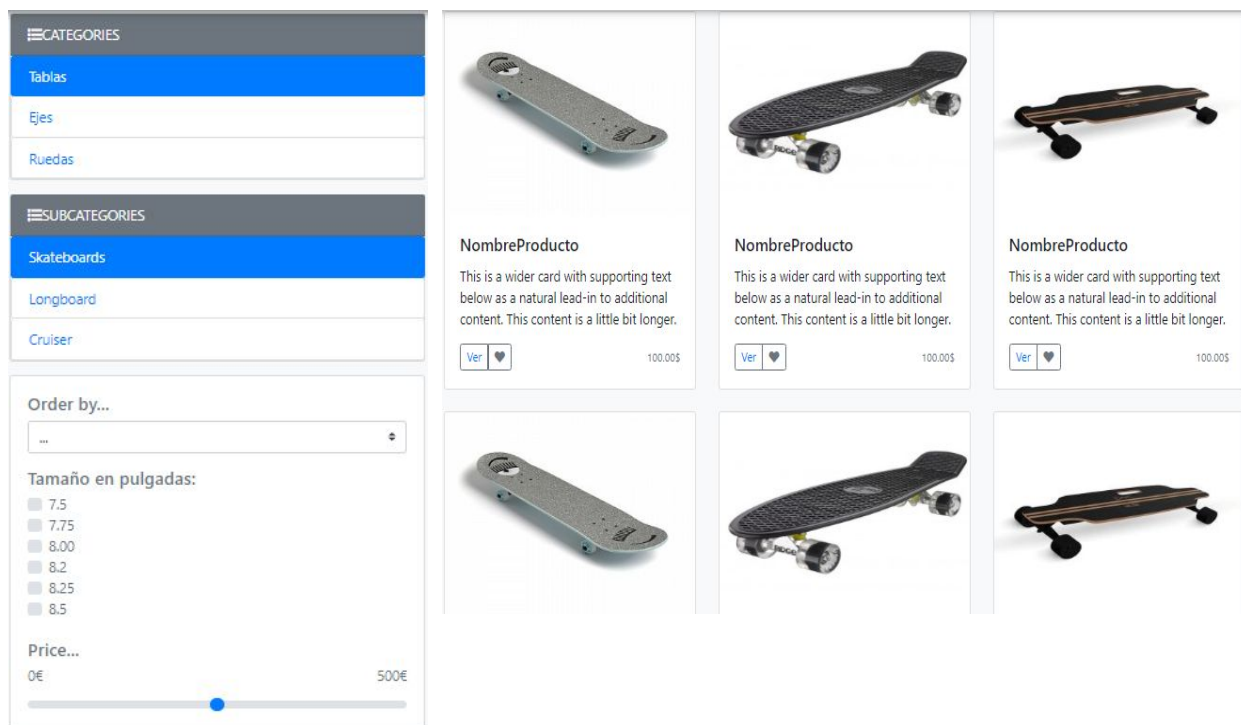 CATEGORIES
Tablas
Ejes
Ruedas
SUBCATEGORIES
Skateboards
Longboard
Cruiser
Order by...
...
Tamaño en pulgadas:
7.5
7.75
8.00
8.2
8.25
8.5
Price...
0€ 500€
NombreProducto
This is a wider card with supporting text
below as a natural lead-in to additional
content. This content is a little bit longer.
Ver 100.00$
NombreProducto
This is a wider card with supporting text
below as a natural lead-in to additional
content. This content is a little bit longer.
Ver 100.00$
NombreProducto
This is a wider card with supporting text
below as a natural lead-in to additional
content. This content is a little bit longer.
Ver 100.00$